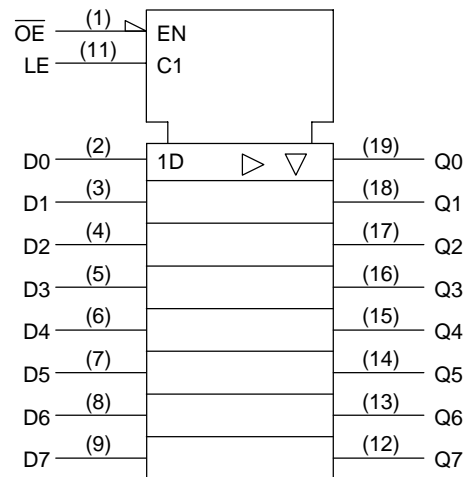 OE (1) EN
LE (11) C1
D0 (2) 1D (19) Q0
D1 (3) (18) Q1
D2 (4) (17) Q2
D3 (5) (16) Q3
D4 (6) (15) Q4
D5 (7) (14) Q5
D6 (8) (13) Q6
D7 (9) (12) Q7